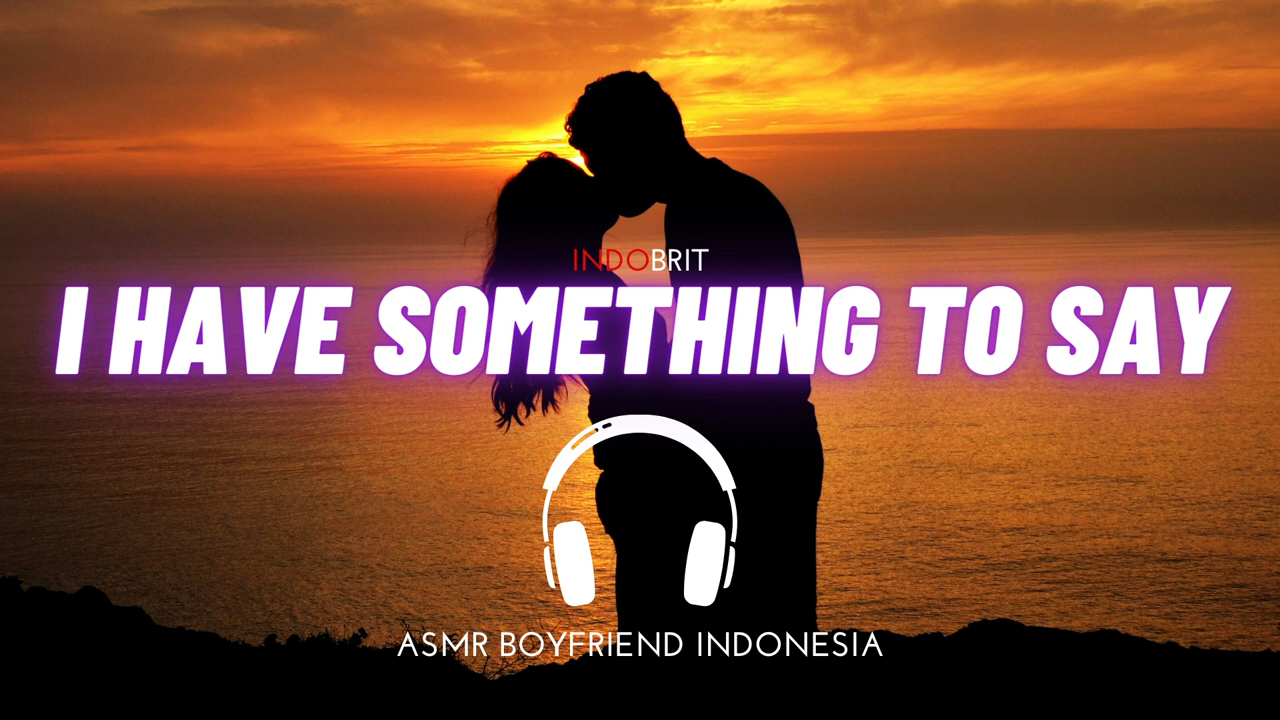 INDOBRIT
I HAVE SOMETHING TO SAY
ASMR BOYFRIEND INDONESIA